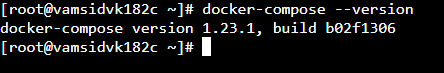 [root@vamsidvk182c ~]# docker-compose --version
docker-compose version 1.23.1, build b02f1306
[root@vamsidvk182c ~]#